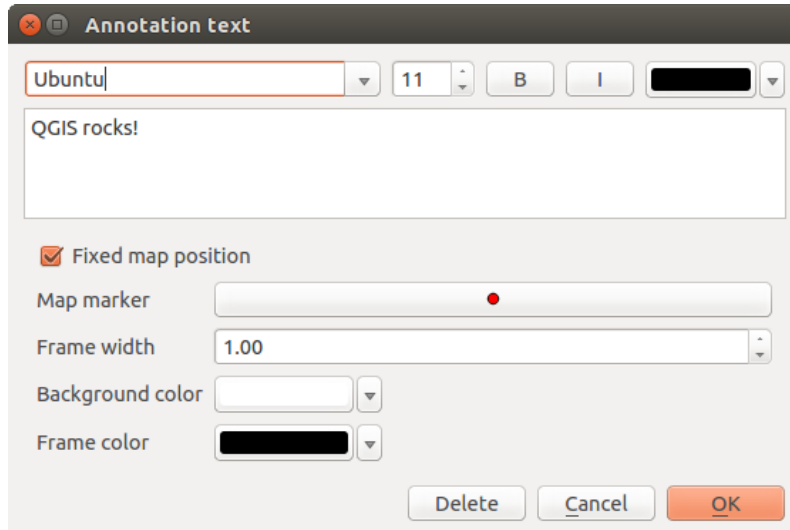 Annotation text
Ubuntu 11 B I
QGIS rocks!
Fixed map position
Map marker
Frame width 1.00
Background color
Frame color
Delete Cancel OK